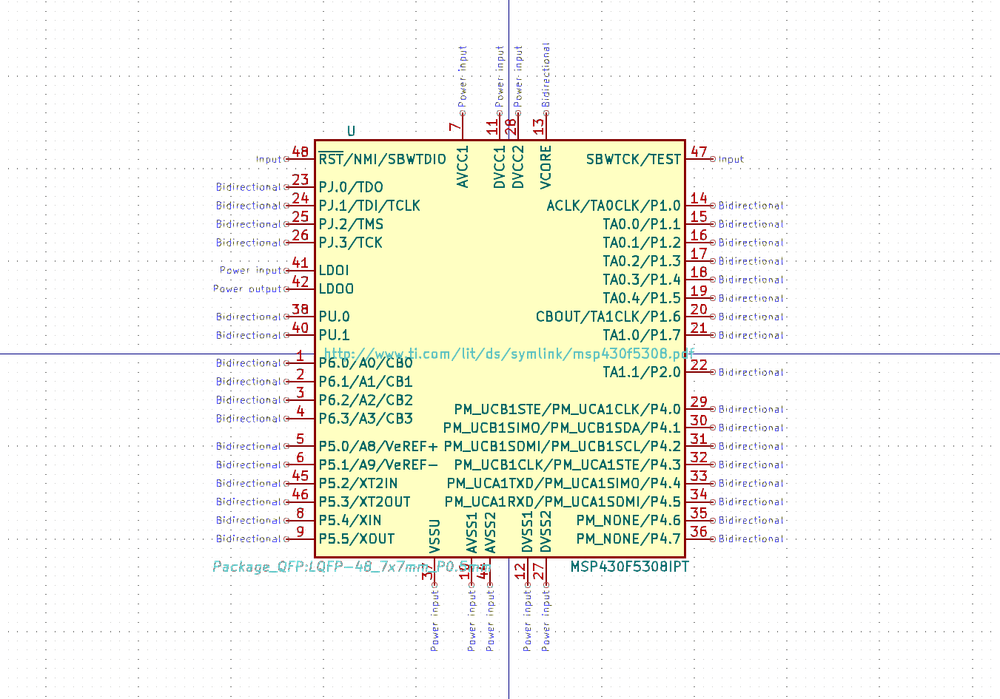 Power input
Power input
Power input
Bidirectional
7
11
28
13
U
AVCC1
DVCC1
DVCC2
VCORE
Input 48 RST/NMI/SBWTDIO
SBWTCK/TEST 47 Input
Bidirectional 23 PJ.0/TDO
Bidirectional 24 PJ.1/TDI/TCLK
ACLK/TA0CLK/P1.0 14 Bidirectional
Bidirectional 25 PJ.2/TMS
TA0.0/P1.1 15 Bidirectional
Bidirectional 26 PJ.3/TCK
TA0.1/P1.2 16 Bidirectional
TA0.2/P1.3 17 Bidirectional
Power input 41 LDOI
TA0.3/P1.4 18 Bidirectional
Power output 42 LDOO
TA0.4/P1.5 19 Bidirectional
Bidirectional 38 PU.0
CBOUT/TA1CLK/P1.6 20 Bidirectional
Bidirectional 40 PU.1
TA1.0/P1.7 21 Bidirectional
http://www.ti.com/lit/ds/symlink/msp430f5308.pdf
Bidirectional 1 P6.0/A0/CB0
TA1.1/P2.0 22 Bidirectional
Bidirectional 2 P6.1/A1/CB1
Bidirectional 3 P6.2/A2/CB2
PM_UCB1STE/PM_UCA1CLK/P4.0 29 Bidirectional
Bidirectional 4 P6.3/A3/CB3
PM_UCB1SIMO/PM_UCB1SDA/P4.1 30 Bidirectional
Bidirectional 5 P5.0/A8/VeREF+
PM_UCB1SOMI/PM_UCB1SCL/P4.2 31 Bidirectional
Bidirectional 6 P5.1/A9/VeREF-
PM_UCB1CLK/PM_UCA1STE/P4.3 32 Bidirectional
Bidirectional 45 P5.2/XT2IN
PM_UCA1TXD/PM_UCA1SIMO/P4.4 33 Bidirectional
Bidirectional 46 P5.3/XT2OUT
PM_UCA1RXD/PM_UCA1SOMI/P4.5 34 Bidirectional
Bidirectional 8 P5.4/XIN
PM_NONE/P4.6 35 Bidirectional
Bidirectional 9 P5.5/XOUT
PM_NONE/P4.7 36 Bidirectional
VSSU
AVSS1
AVSS2
DVSS1
DVSS2
Package_QFP:LQFP-48_7x7mm_P0.5mm
MSP430F5308IPT
37
12
27
Power input
Power input
Power input
Power input
Power input